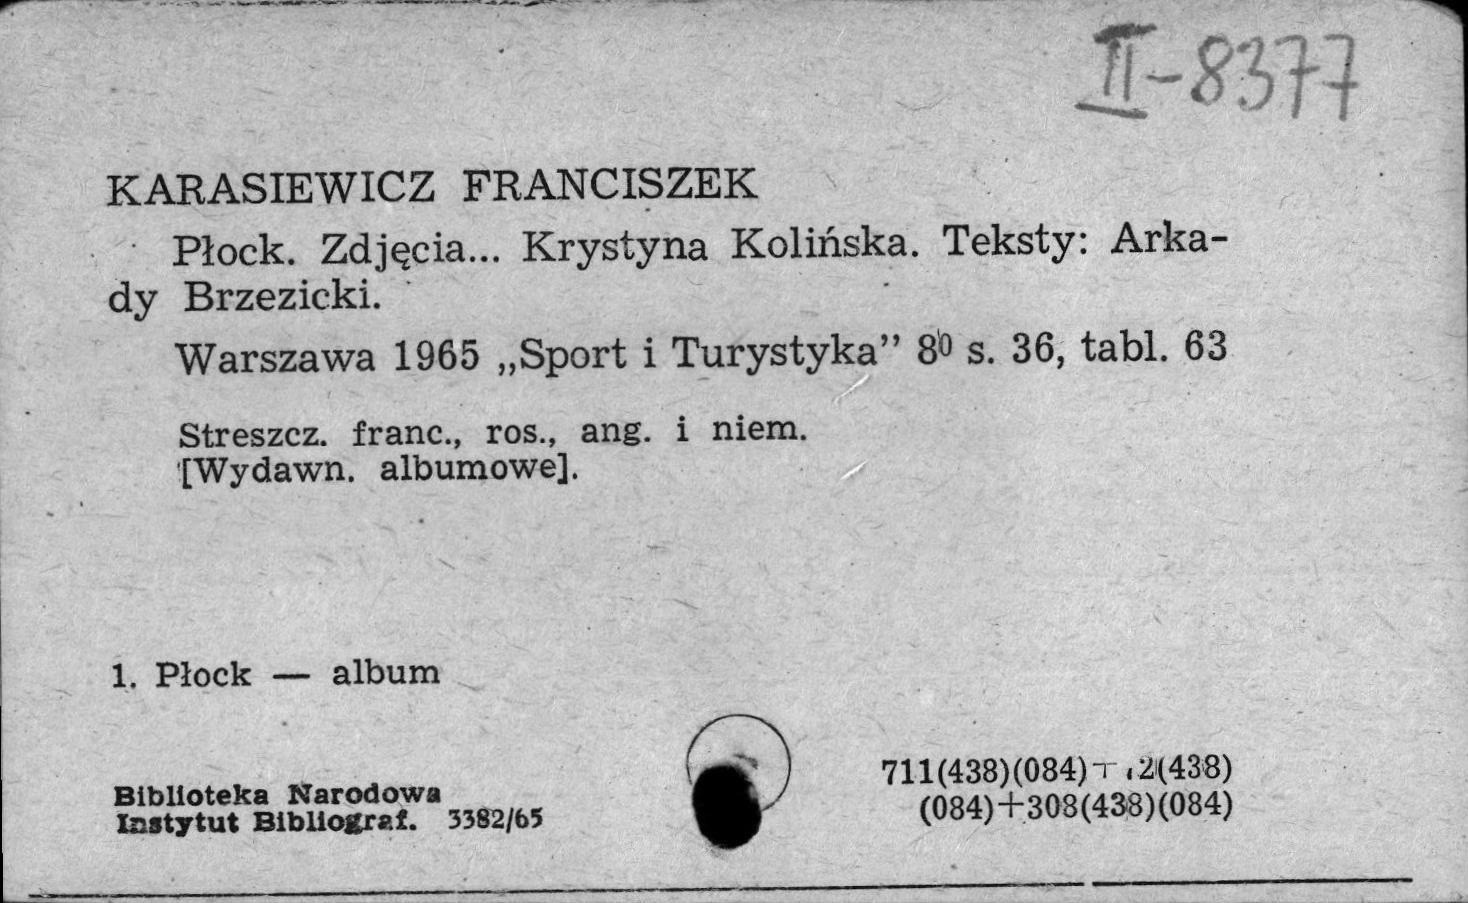 II-8377
KARASIEWICZ FRANCISZEK
Płock. Zdjęcia... Krystyna Kolińska. Teksty: Arka-
dy Brzezicki.
Warszawa 1965 „Sport i Turystyka” 8⁰ s. 36, tabl. 63
Streszcz. franc., ros., ang. i niem.
[Wydawn. albumowe].
1. Płock — album
711(438)(084)+ 2(438)
(084)+308(438)(084)
Biblioteka Narodowa
Instytut Bibliograf. 3382/65